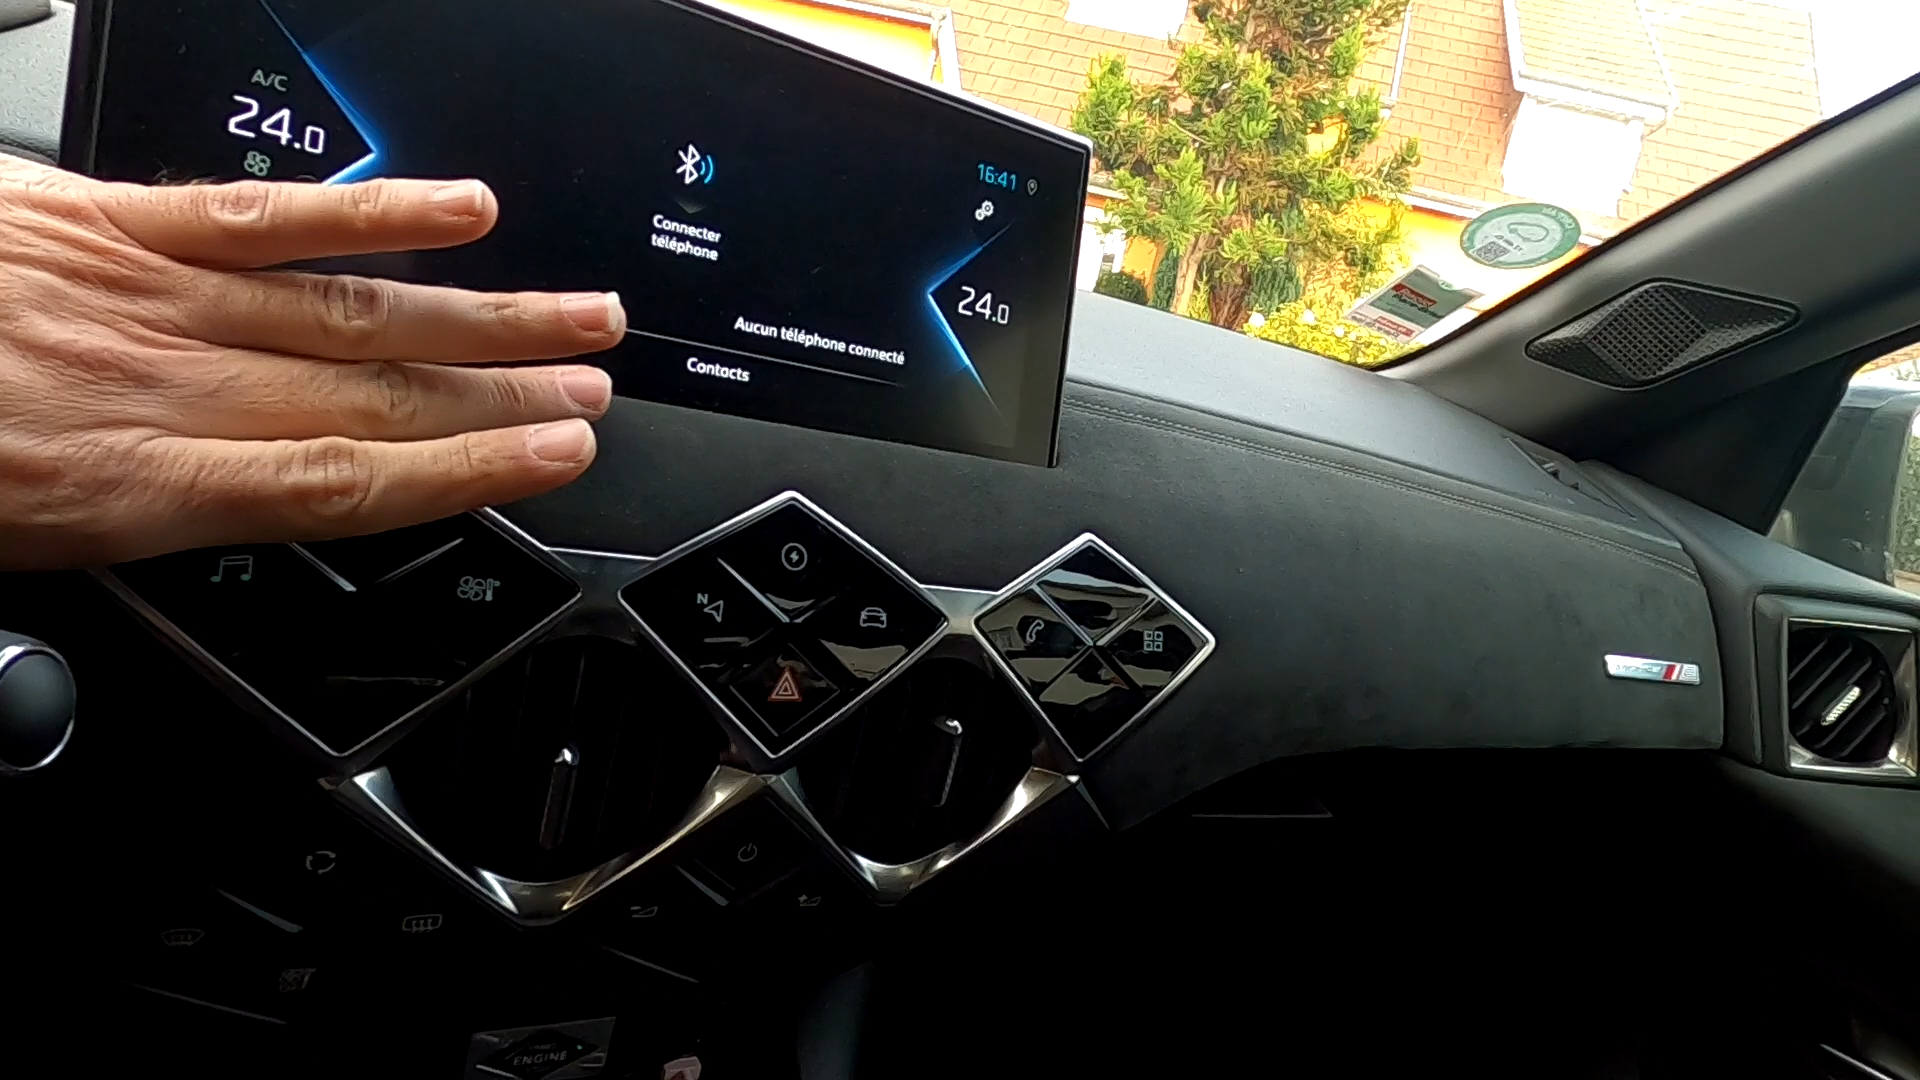 A/C
24.0
16:41
Connecter
téléphone
24.0
Aucun téléphone connecté
Contacts
N
ENGINE